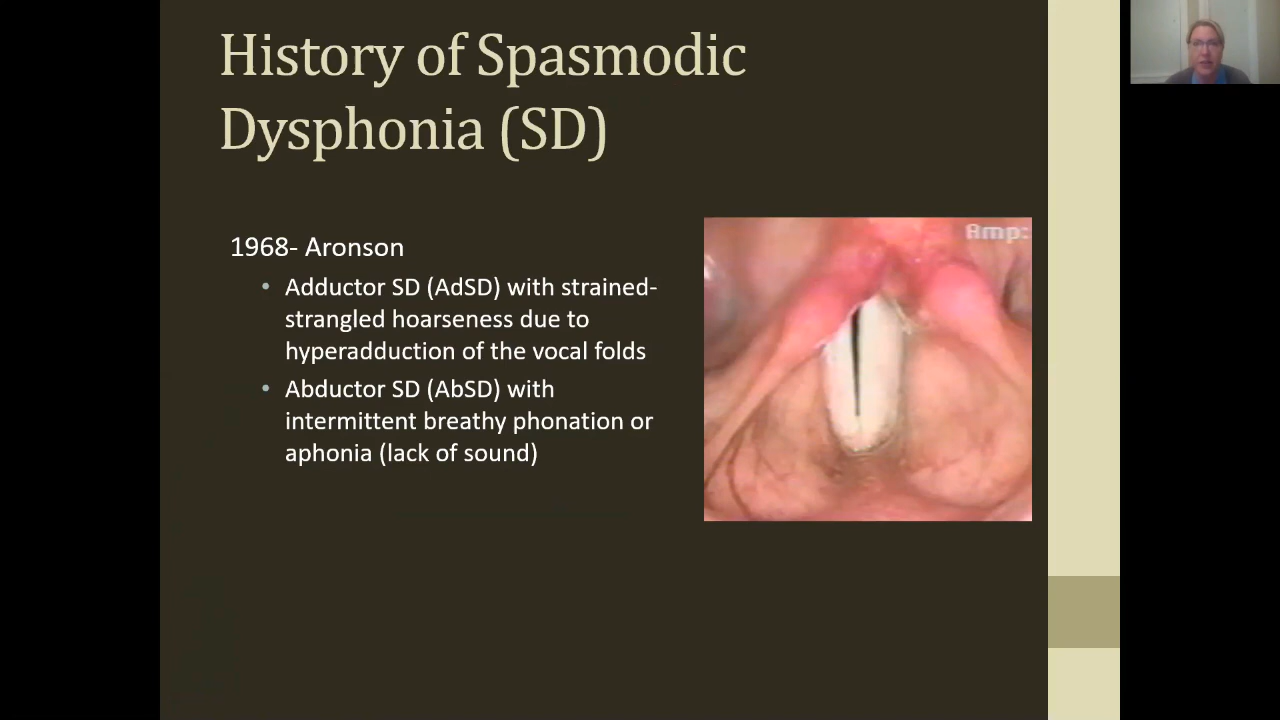 History of Spasmodic
Dysphonia (SD)
Amp:
1968- Aronson
• Adductor SD (AdSD) with strained-
strangled hoarseness due to
hyperadduction of the vocal folds
• Abductor SD (AbSD) with
intermittent breathy phonation or
aphonia (lack of sound)